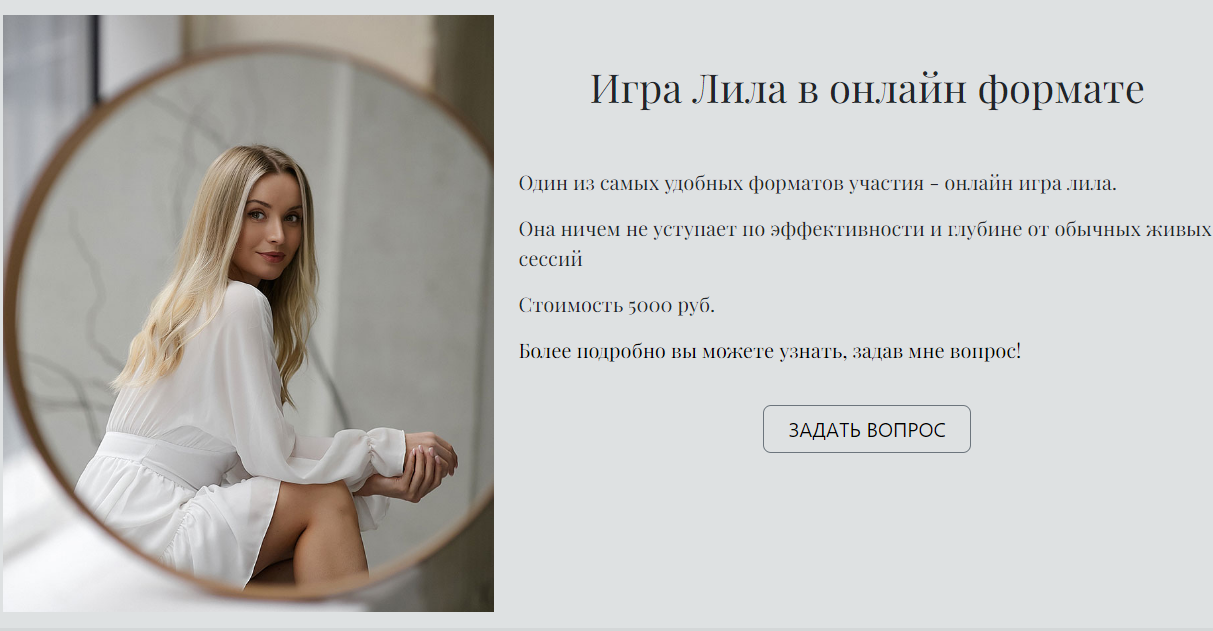 Игра Лила в онлайн формате
Один из самых удобных форматов участия - онлайн игра лила.
Она ничем не уступает по эффективности и глубине от обычных живых
сессий
Стоимость 5000 руб.
Более подробно вы можете узнать, задав мне вопрос!
ЗАДАТЬ ВОПРОС